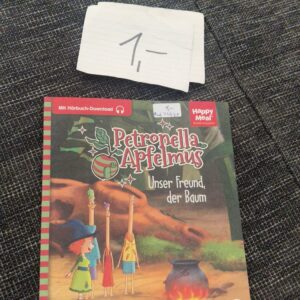 1,-
Mit Hörbuch-Download
Happy
Meal
Petronella
Apfelmus
Unser Freund,
der Baum